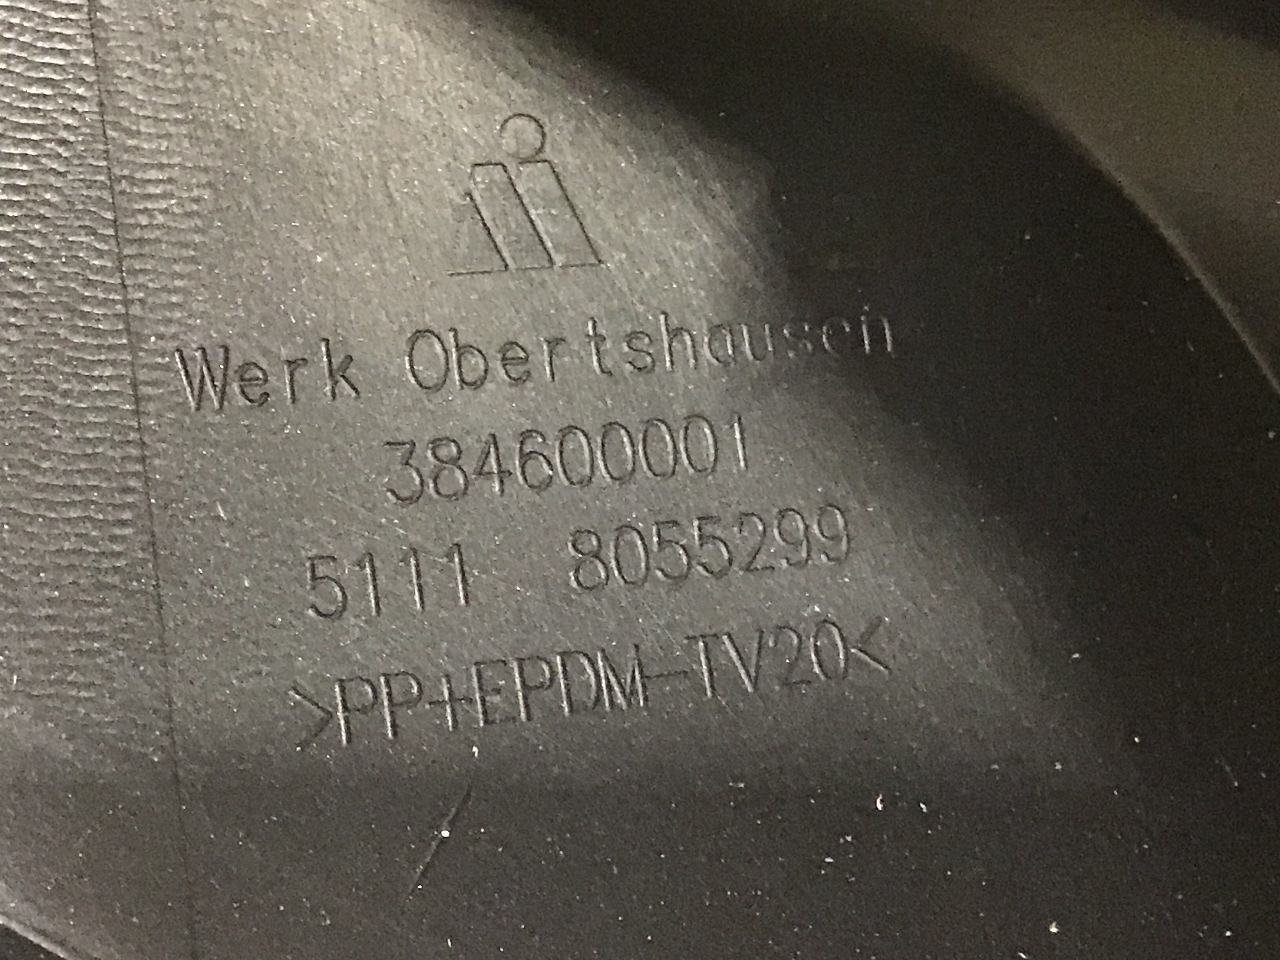 Werk Obertshausen
384600001
5111 8055299
>PP+EPDM-TV20<